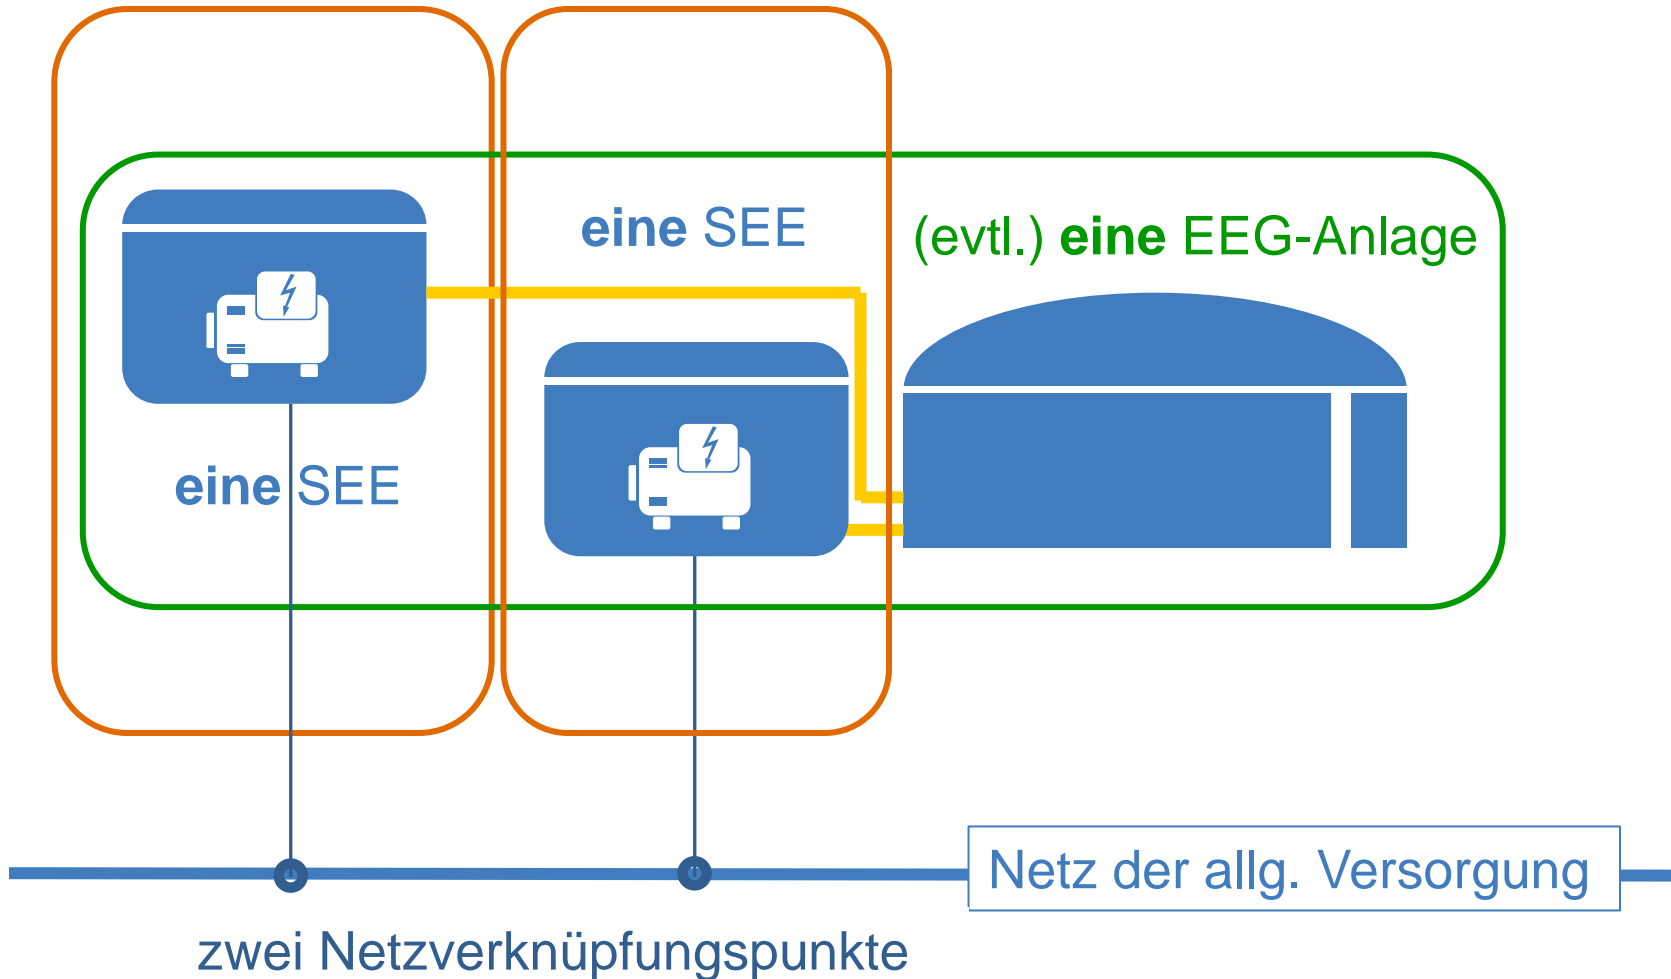 eine SEE
(evtl.) eine EEG-Anlage
eine SEE
Netz der allg. Versorgung
zwei Netzverknüpfungspunkte